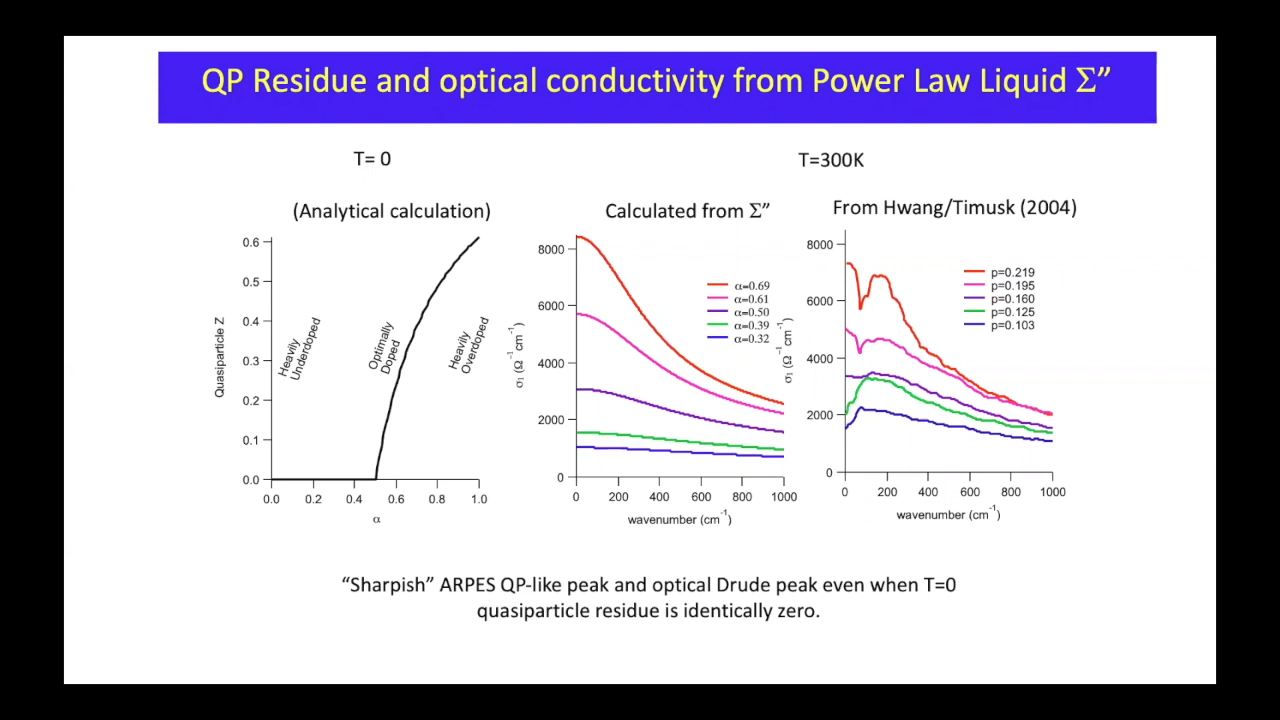 QP Residue and optical conductivity from Power Law Liquid Σ”
T= 0
(Analytical calculation)
Quasiparticle Z
0.6
0.5
0.4
0.3
0.2
0.1
0.0
Heavily
Underdoped
Optimally
Doped
Heavily
Overdoped
0.0 0.2 0.4 0.6 0.8 1.0
α
T=300K
Calculated from Σ”
σ₁ (Ω⁻¹cm⁻¹)
8000
6000
4000
2000
0
α=0.69
α=0.61
α=0.50
α=0.39
α=0.32
0 200 400 600 800 1000
wavenumber (cm⁻¹)
From Hwang/Timusk (2004)
σ₁ (Ω⁻¹cm⁻¹)
8000
6000
4000
2000
0
p=0.219
p=0.195
p=0.160
p=0.125
p=0.103
0 200 400 600 800 1000
wavenumber (cm⁻¹)
“Sharpish” ARPES QP-like peak and optical Drude peak even when T=0
quasiparticle residue is identically zero.